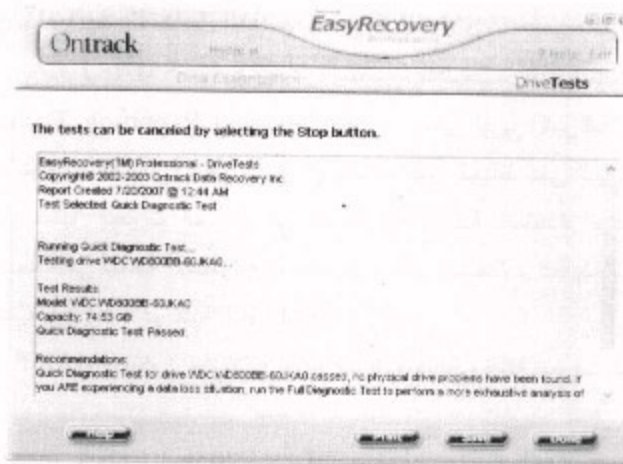 EasyRecovery
Ontrack
DriveTests
The tests can be canceled by selecting the Stop button.
EasyRecovery(TM) Professional - DriveTests
Copyright© 2002-2003 Ontrack Data Recovery Inc.
Report Created 7/20/2007 @ 12:44 AM
Test Selected: Quick Diagnostic Test
Running Quick Diagnostic Test...
Testing drive WDC WD800BB-60JKA0...
Test Results:
Model: WDC WD800BB-60JKA0
Capacity: 74.53 GB
Quick Diagnostic Test: Passed
Recommendations:
Quick Diagnostic Test for drive WDC WD800BB-60JKA0 passed, no physical drive problems have been found. If
you ARE experiencing a data loss situation, run the Full Diagnostic Test to perform a more exhaustive analysis of